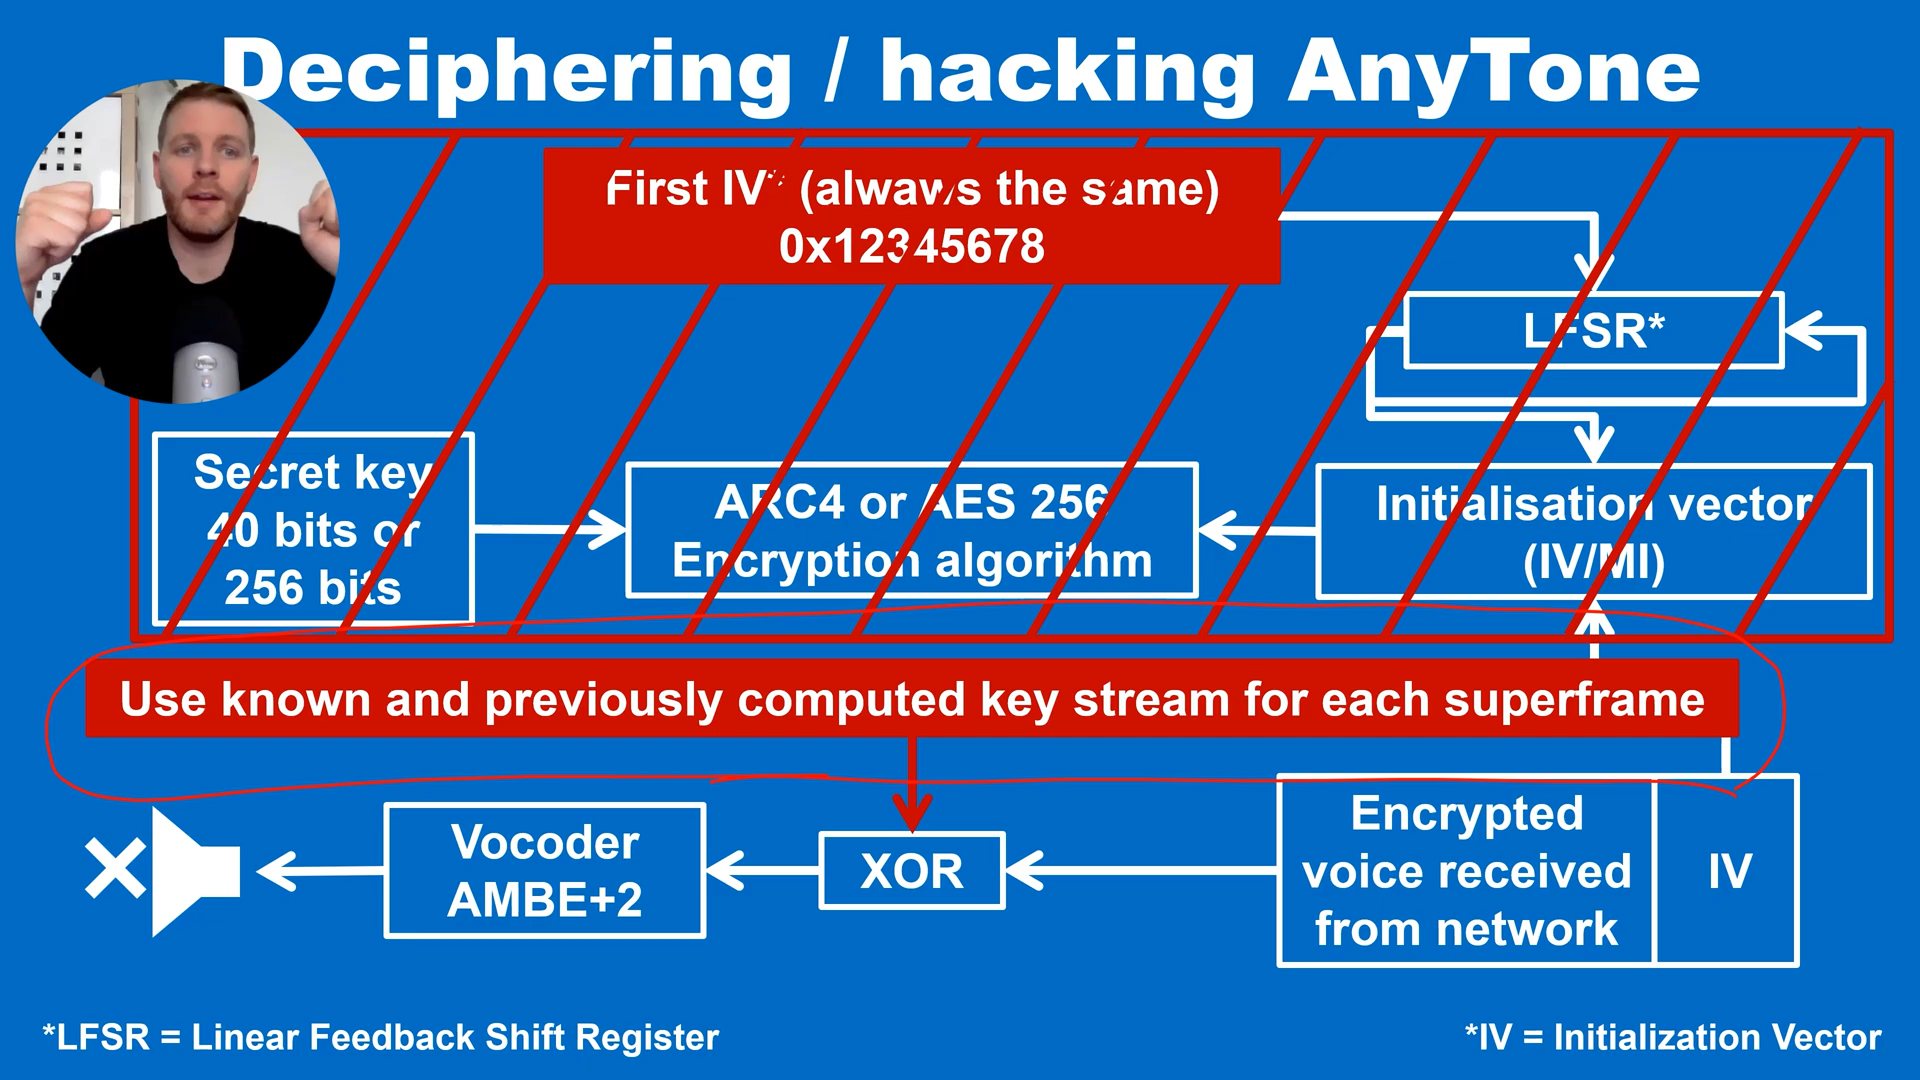 Deciphering / hacking AnyTone
First IV* (always the same)
0x12345678
LFSR*
Secret key
40 bits or
256 bits
ARC4 or AES 256
Encryption algorithm
Initialisation vector
(IV/MI)
Use known and previously computed key stream for each superframe
Vocoder
AMBE+2
XOR
Encrypted
voice received
from network
IV
*LFSR = Linear Feedback Shift Register
*IV = Initialization Vector